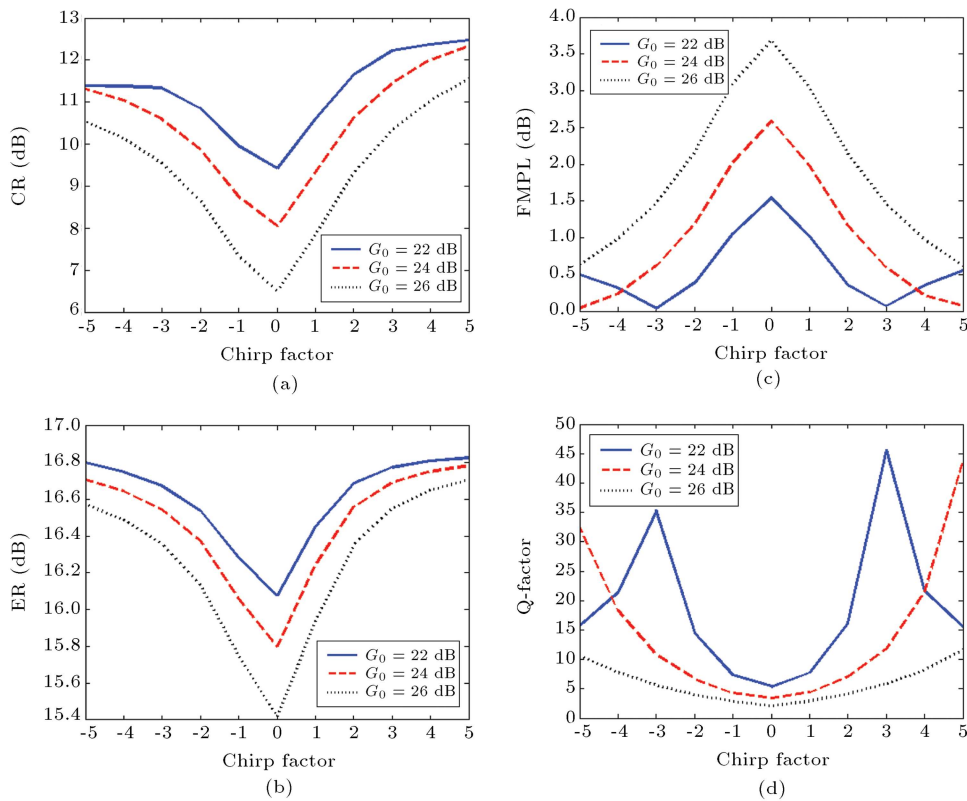 13
12
11
10
9
8
7
6
CR (dB)
G0 = 22 dB
G0 = 24 dB
G0 = 26 dB
-5 -4 -3 -2 -1 0 1 2 3 4 5
Chirp factor
(a)
4.0
3.5
3.0
2.5
2.0
1.5
1.0
0.5
0.0
FMPL (dB)
G0 = 22 dB
G0 = 24 dB
G0 = 26 dB
-5 -4 -3 -2 -1 0 1 2 3 4 5
Chirp factor
(c)
17.0
16.8
16.6
16.4
16.2
16.0
15.8
15.6
15.4
ER (dB)
G0 = 22 dB
G0 = 24 dB
G0 = 26 dB
-5 -4 -3 -2 -1 0 1 2 3 4 5
Chirp factor
(b)
50
45
40
35
30
25
20
15
10
5
0
Q-factor
G0 = 22 dB
G0 = 24 dB
G0 = 26 dB
-5 -4 -3 -2 -1 0 1 2 3 4 5
Chirp factor
(d)